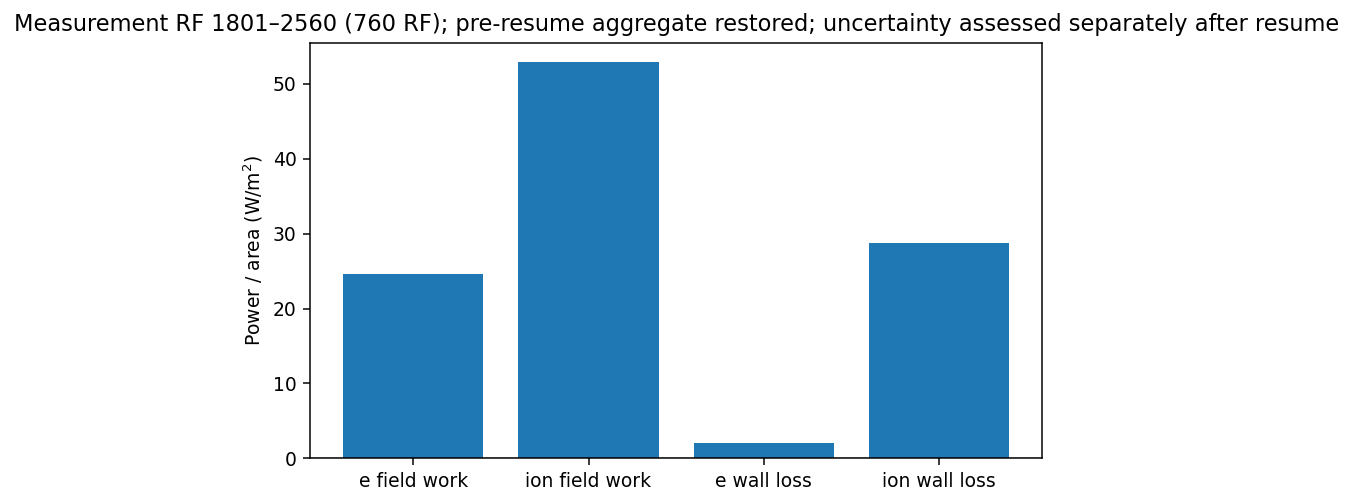 Measurement RF 1801–2560 (760 RF); pre-resume aggregate restored; uncertainty assessed separately after resume
Power / area (W/m²)
50
40
30
20
10
0
e field work
ion field work
e wall loss
ion wall loss